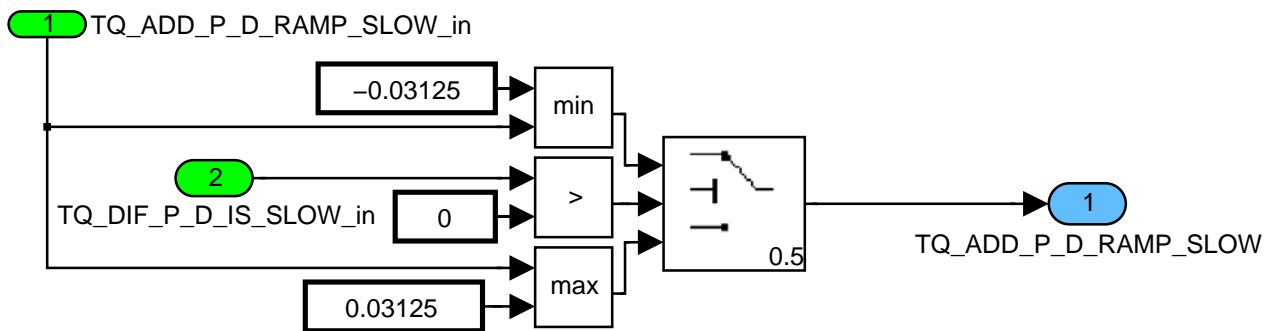 1
TQ_ADD_P_D_RAMP_SLOW_in
−0.03125
min
2
TQ_DIF_P_D_IS_SLOW_in
>
0
max
0.03125
0.5
1
TQ_ADD_P_D_RAMP_SLOW